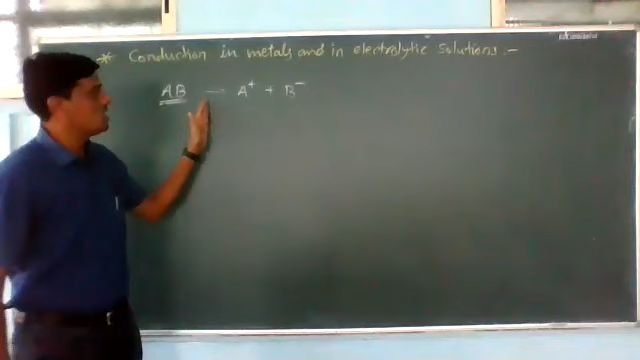 * Conduction in metals and in electrolytic solutions :-
AB — A⁺ + B⁻